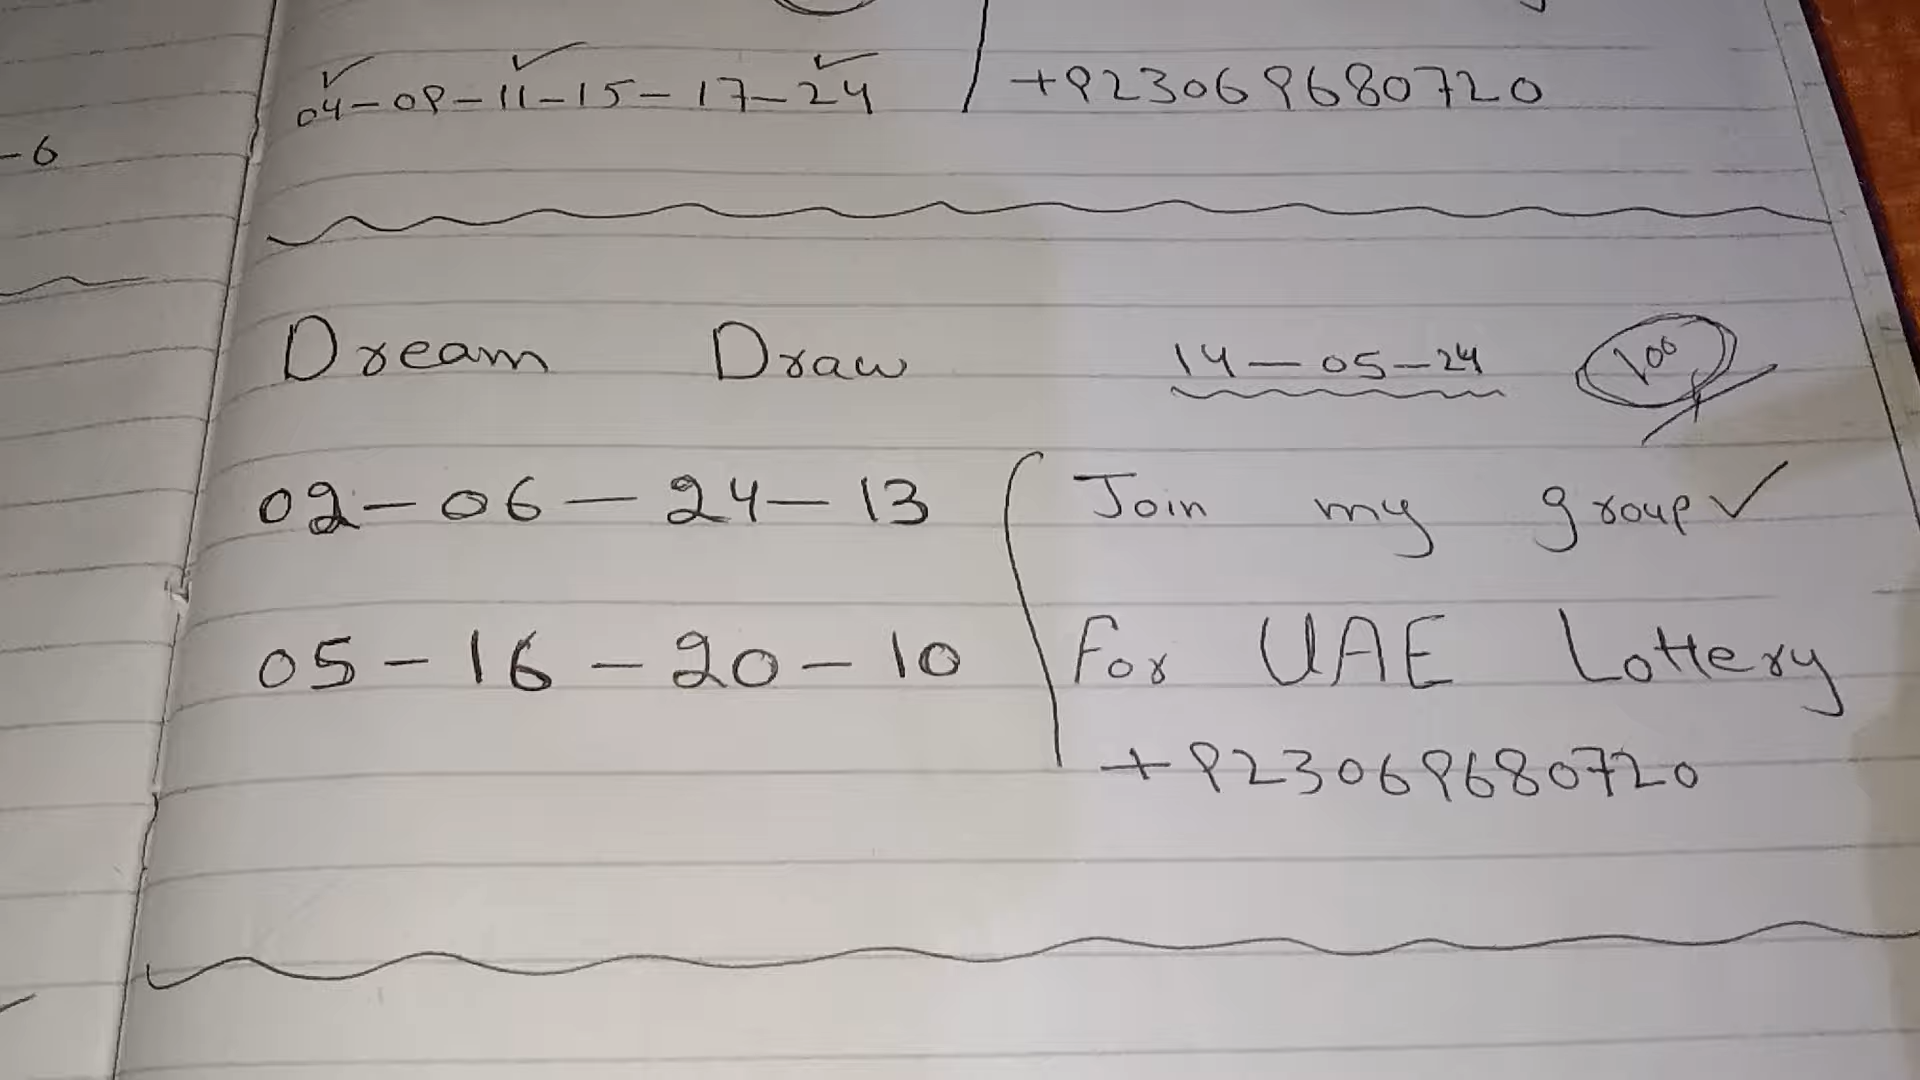 04-09-11-15-17-24 +923069680720
-6
Dream Draw 14-05-24 100
02-06-24-13 Join my group
05-16-20-10 For UAE Lottery
+923069680720